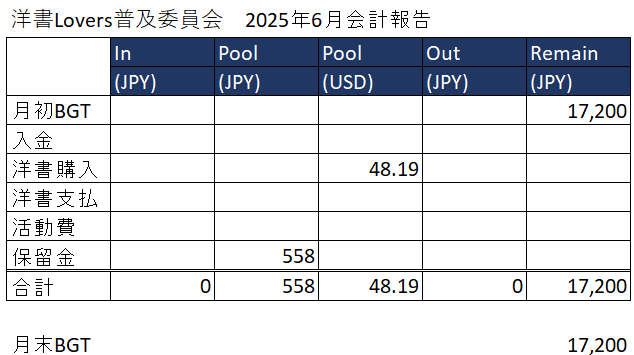 洋書Lovers普及委員会 2025年6月会計報告
In Pool Pool Out Remain
(JPY) (JPY) (USD) (JPY) (JPY)
月初BGT 17,200
入金
洋書購入 48.19
洋書支払
活動費
保留金 558
合計 0 558 48.19 0 17,200
月末BGT 17,200